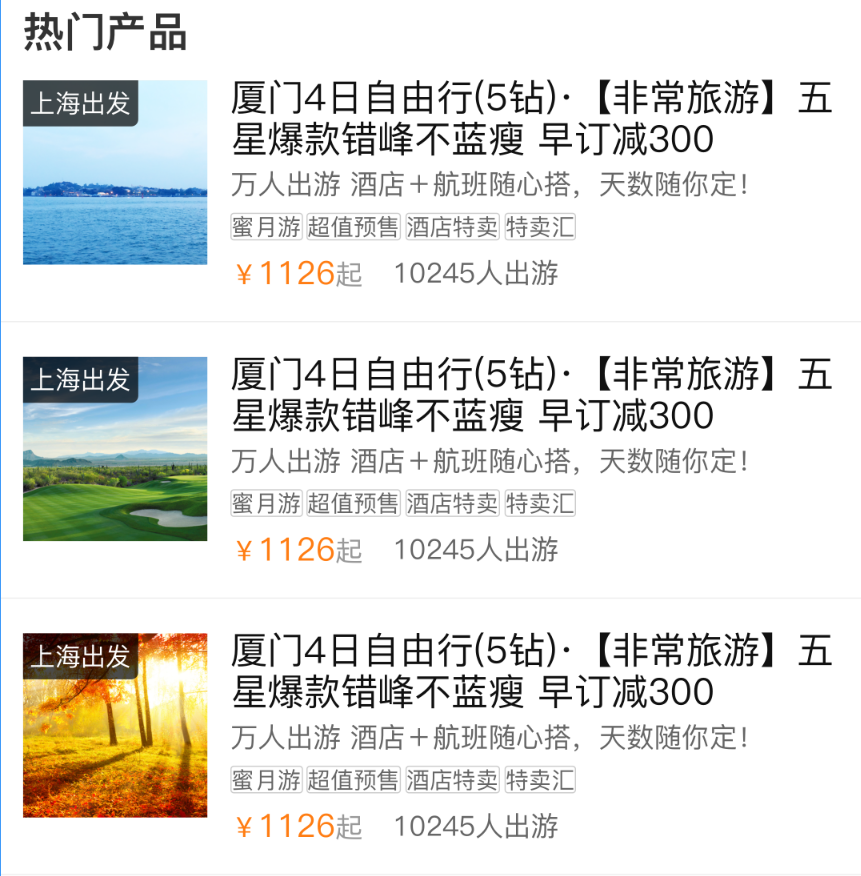 热门产品
上海出发
厦门4日自由行(5钻)·【非常旅游】五
星爆款错峰不蓝瘦 早订减300
万人出游 酒店＋航班随心搭，天数随你定！
蜜月游 超值预售 酒店特卖 特卖汇
￥1126起 10245人出游
上海出发
厦门4日自由行(5钻)·【非常旅游】五
星爆款错峰不蓝瘦 早订减300
万人出游 酒店＋航班随心搭，天数随你定！
蜜月游 超值预售 酒店特卖 特卖汇
￥1126起 10245人出游
上海出发
厦门4日自由行(5钻)·【非常旅游】五
星爆款错峰不蓝瘦 早订减300
万人出游 酒店＋航班随心搭，天数随你定！
蜜月游 超值预售 酒店特卖 特卖汇
￥1126起 10245人出游